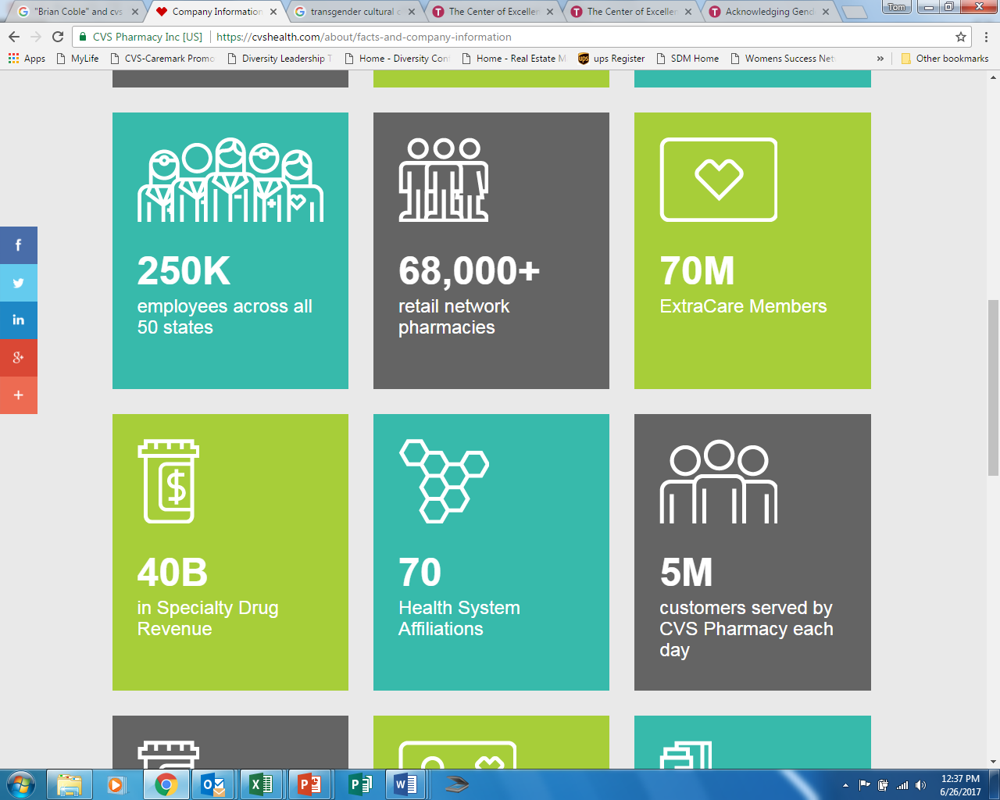 "Brian Coble" and cvs
Company Information
transgender cultural c
The Center of Excellen
The Center of Excellen
Acknowledging Gend
Tom
CVS Pharmacy Inc [US]
https://cvshealth.com/about/facts-and-company-information
Apps
MyLife
CVS-Caremark Promo
Diversity Leadership T
Home - Diversity Con
Home - Real Estate M
ups Register
SDM Home
Womens Success Net
»
Other bookmarks
250K
employees across all
50 states
68,000+
retail network
pharmacies
70M
ExtraCare Members
f
in
g+
+
$
40B
in Specialty Drug
Revenue
70
Health System
Affiliations
5M
customers served by
CVS Pharmacy each
day
12:37 PM
6/26/2017